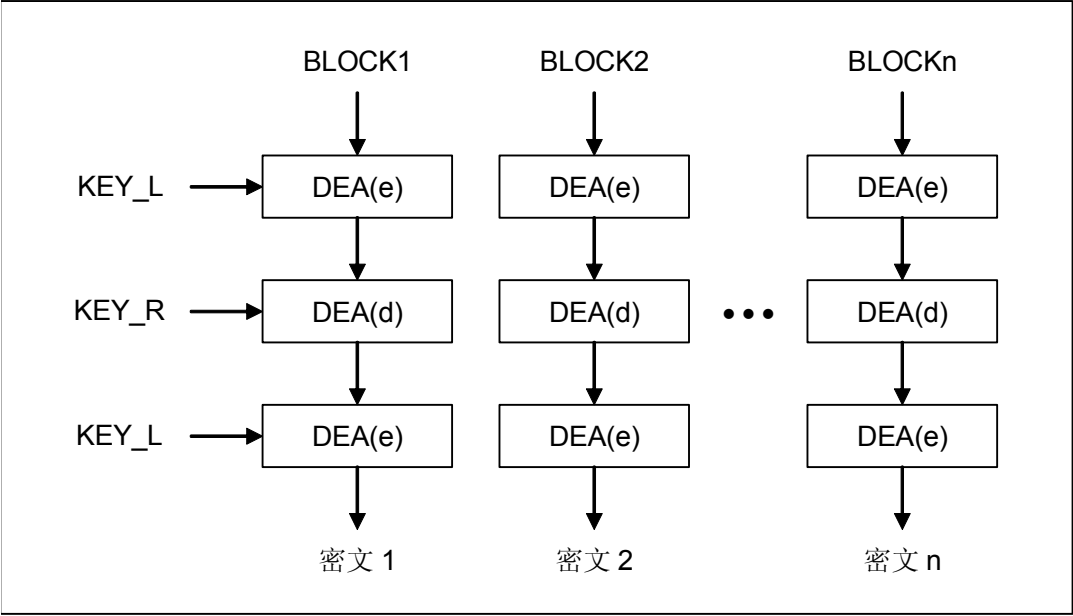 BLOCK1 BLOCK2 BLOCKn
KEY_L DEA(e) DEA(e) DEA(e)
KEY_R DEA(d) DEA(d) ••• DEA(d)
KEY_L DEA(e) DEA(e) DEA(e)
密文 1 密文 2 密文 n